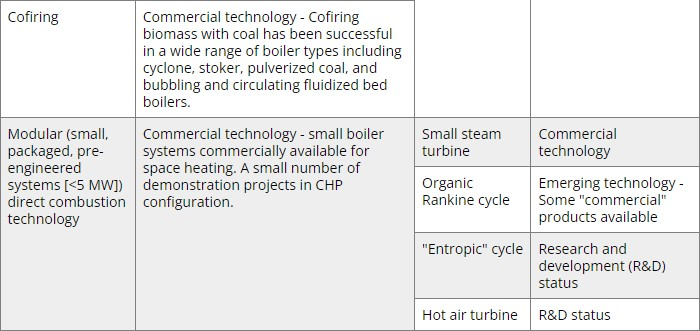 Cofiring
Commercial technology - Cofiring
biomass with coal has been successful
in a wide range of boiler types including
cyclone, stoker, pulverized coal, and
bubbling and circulating fluidized bed
boilers.
Modular (small,
packaged, pre-
engineered
systems [<5 MW])
direct combustion
technology
Commercial technology - small boiler
systems commercially available for
space heating. A small number of
demonstration projects in CHP
configuration.
Small steam
turbine
Commercial
technology
Organic
Rankine cycle
Emerging technology -
Some "commercial"
products available
"Entropic" cycle
Research and
development (R&D)
status
Hot air turbine
R&D status